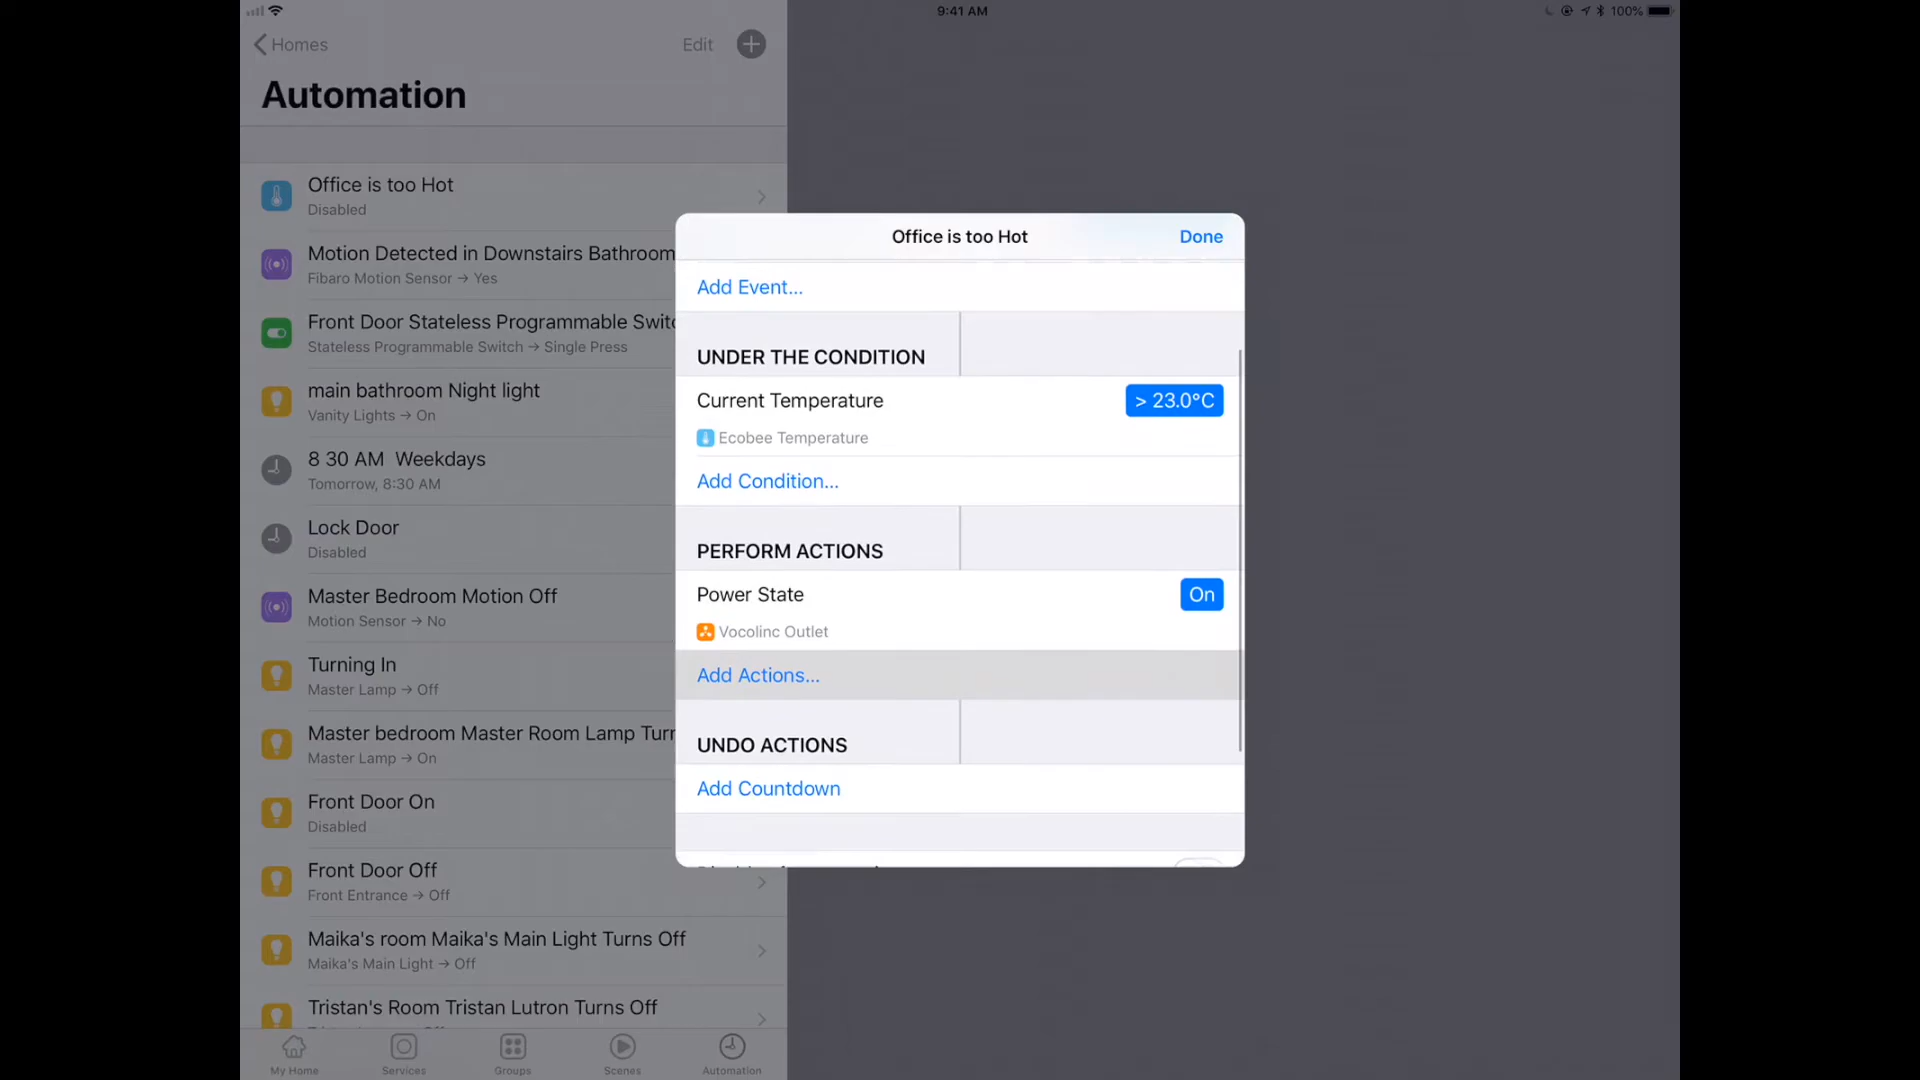 9:41 AM
100%
Homes
Edit
Automation
Office is too Hot
Disabled
Motion Detected in Downstairs Bathroom
Fibaro Motion Sensor → Yes
Front Door Stateless Programmable Switc
Stateless Programmable Switch → Single Press
main bathroom Night light
Vanity Lights → On
8 30 AM  Weekdays
Tomorrow, 8:30 AM
Lock Door
Disabled
Master Bedroom Motion Off
Motion Sensor → No
Turning In
Master Lamp → Off
Master bedroom Master Room Lamp Turn
Master Lamp → On
Front Door On
Disabled
Front Door Off
Front Entrance → Off
Maika's room Maika's Main Light Turns Off
Maika's Main Light → Off
Tristan's Room Tristan Lutron Turns Off
My Home
Services
Groups
Scenes
Automation
Office is too Hot
Done
Add Event...
UNDER THE CONDITION
Current Temperature
> 23.0°C
Ecobee Temperature
Add Condition...
PERFORM ACTIONS
Power State
On
Vocolinc Outlet
Add Actions...
UNDO ACTIONS
Add Countdown